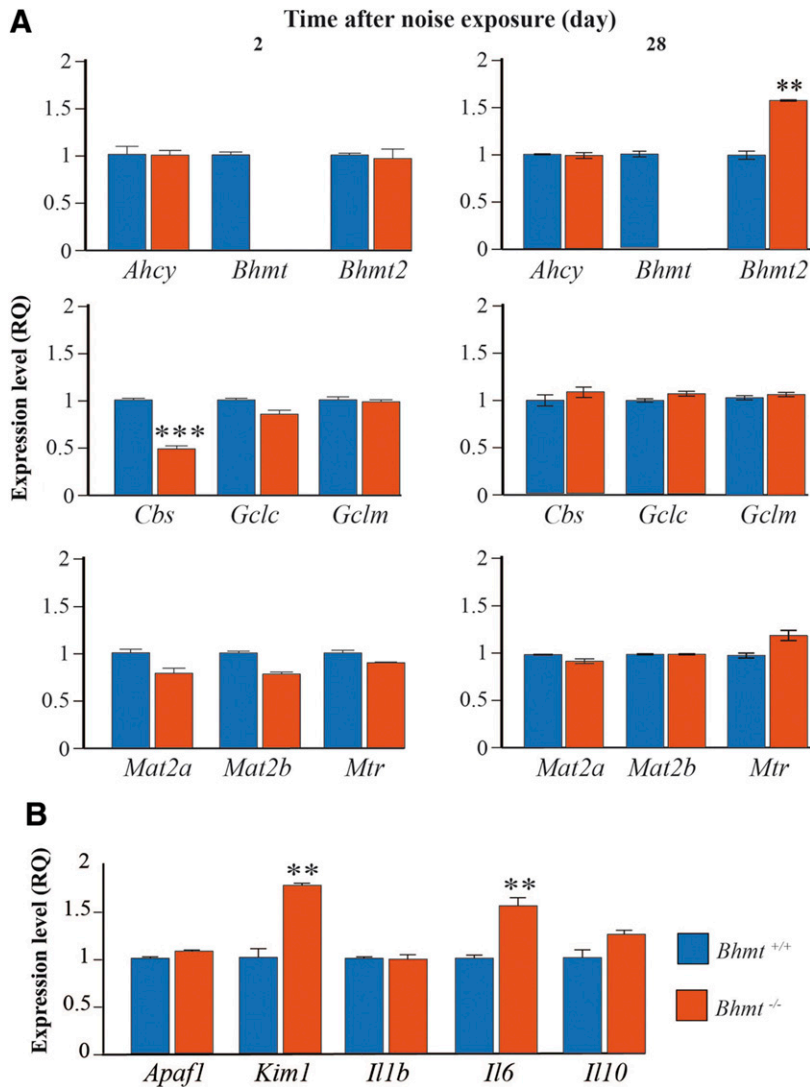 A
Time after noise exposure (day)
2 28
2 2
1.5 1.5 **
1 1
0.5 0.5
0 0
Ahcy Bhmt Bhmt2 Ahcy Bhmt Bhmt2
Expression level (RQ)
2 2
1.5 1.5
1 1
0.5 *** 0.5
0 0
Cbs Gclc Gclm Cbs Gclc Gclm
2 2
1.5 1.5
1 1
0.5 0.5
0 0
Mat2a Mat2b Mtr Mat2a Mat2b Mtr
B
Expression level (RQ)
2 ** **
1.5
1
0.5
0
Apaf1 Kim1 Il1b Il6 Il10
Bhmt +/+
Bhmt -/-